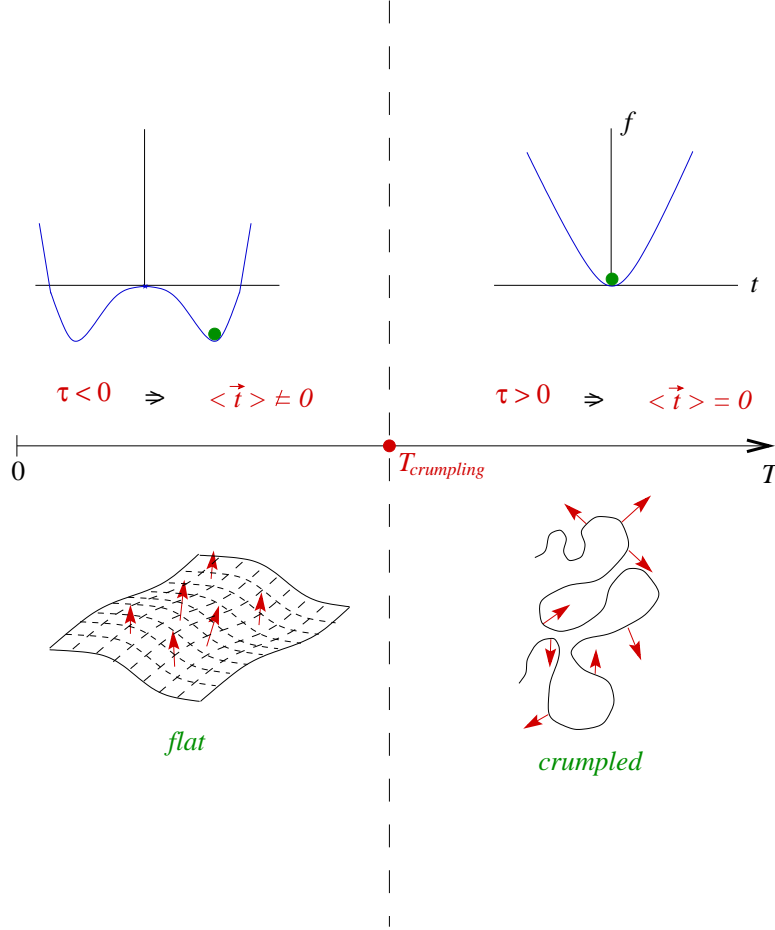 f
t
τ < 0 ⇒ < t⃗ > ≠ 0
τ > 0 ⇒ < t⃗ > = 0
0
T_crumpling
T
flat
crumpled